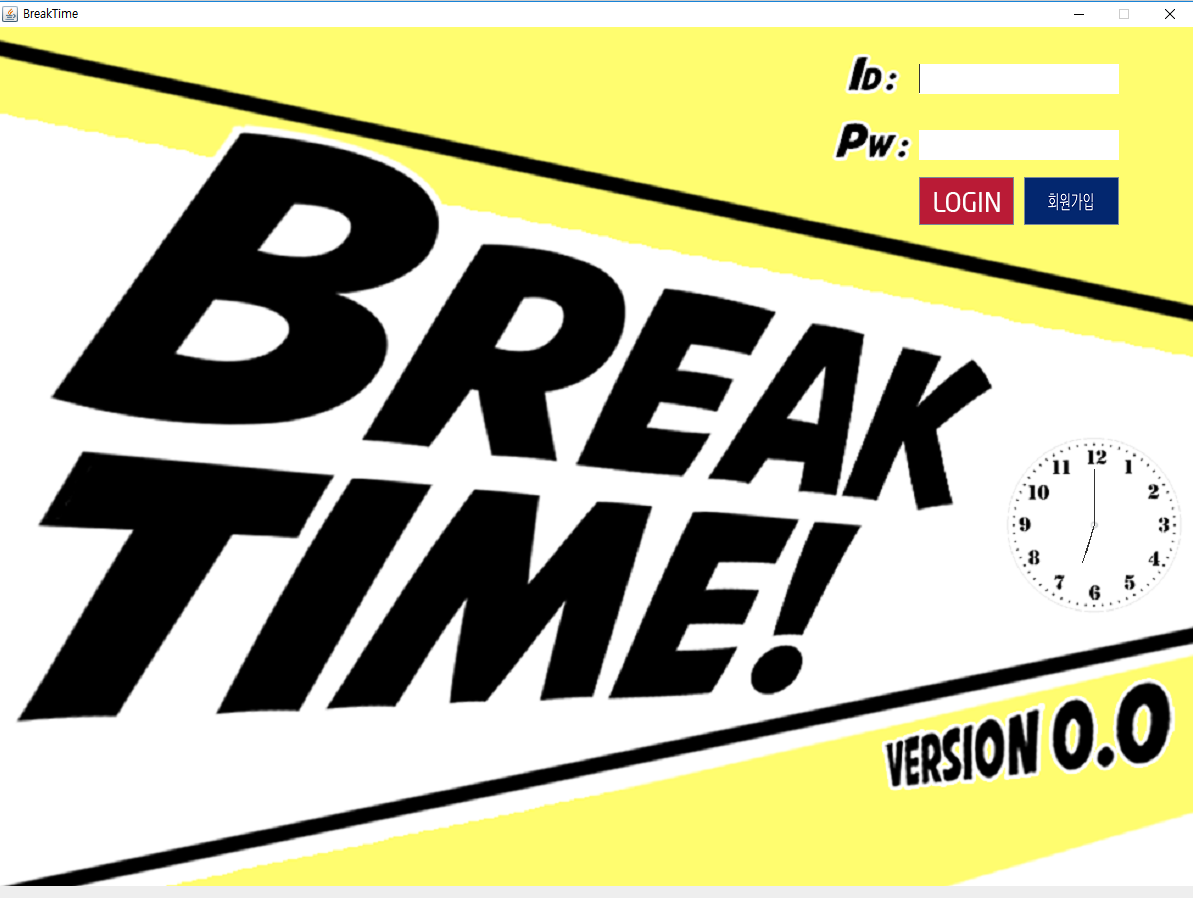 BreakTime
ID:
PW:
LOGIN 회원가입
BREAK
TIME!
12
11 1
10 2
9 3
8 4
7 5
6
VERSION 0.0